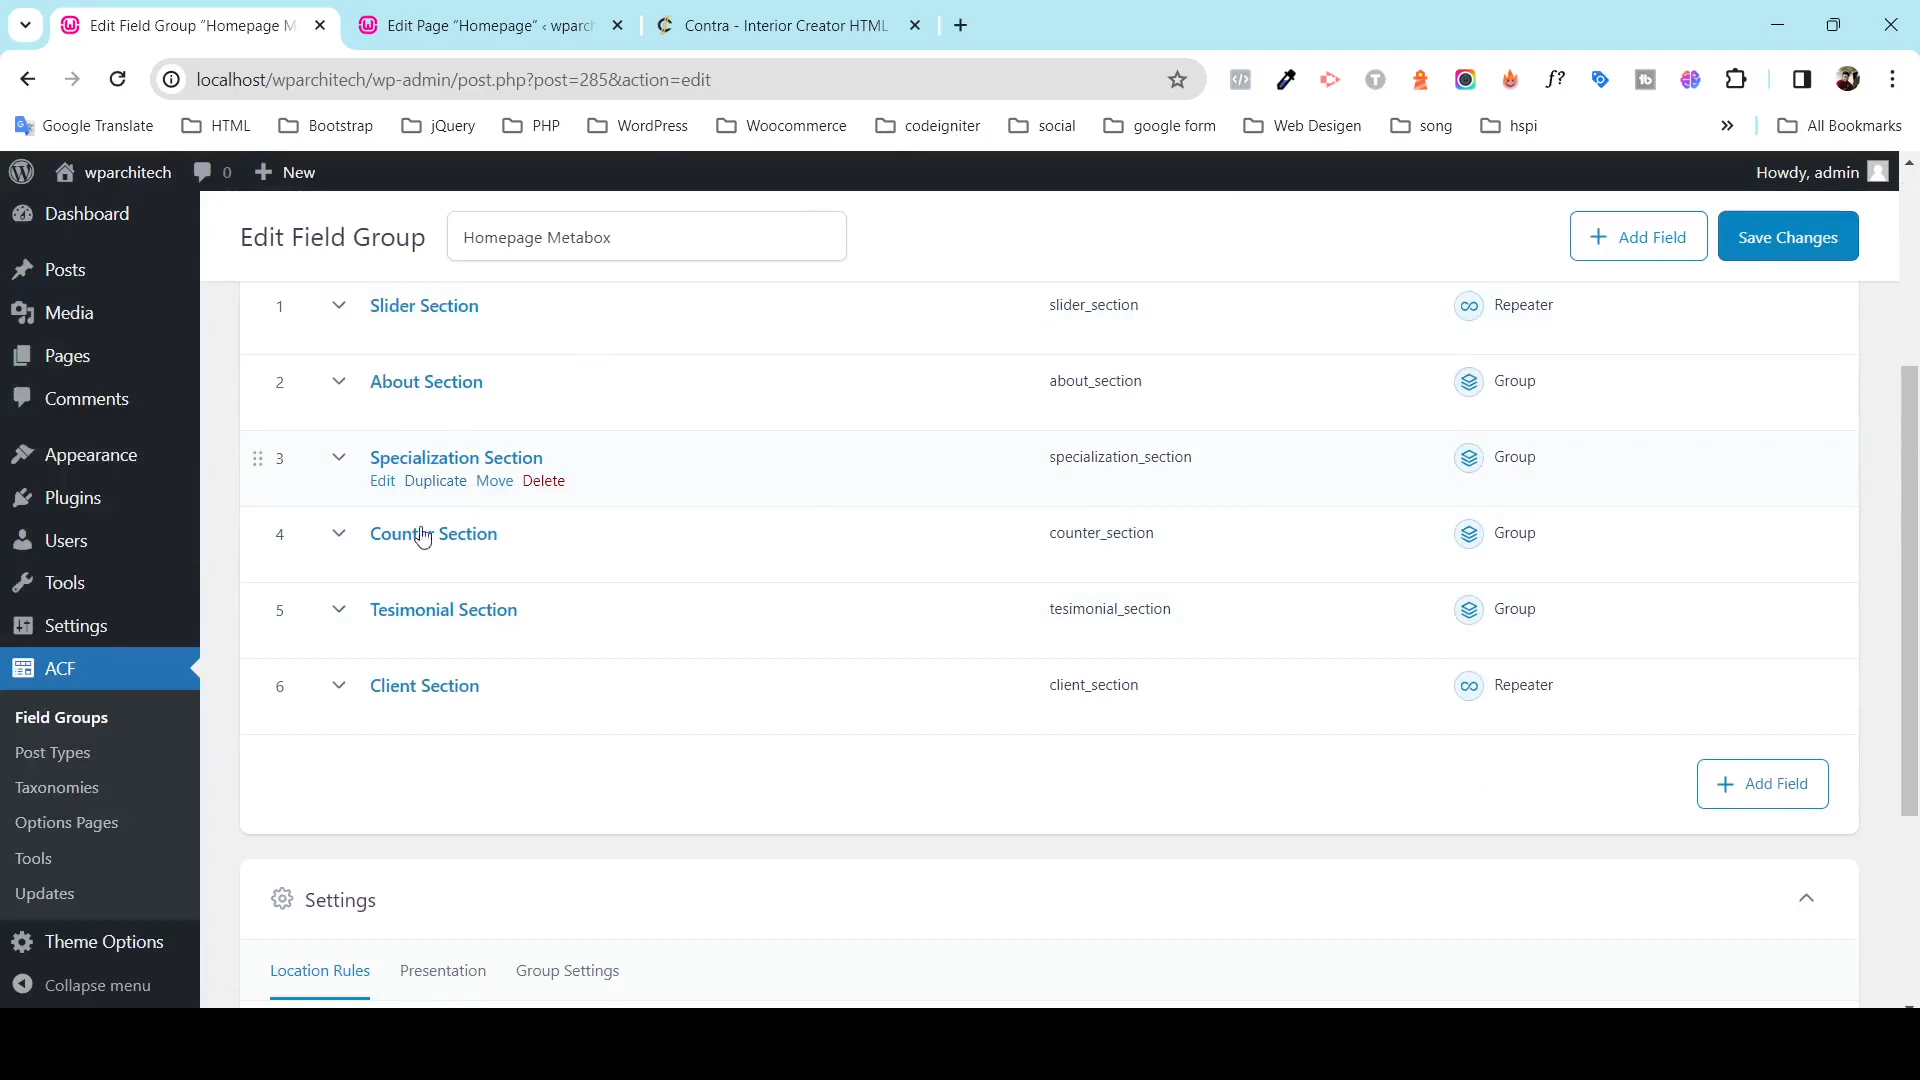 Edit Field Group "Homepage M
Edit Page "Homepage" ‹ wparch
Contra - Interior Creator HTML
localhost/wparchitech/wp-admin/post.php?post=285&action=edit
Google Translate HTML Bootstrap jQuery PHP WordPress Woocommerce codeigniter social google form Web Desigen song hspi » All Bookmarks
wparchitech 0 New Howdy, admin
Dashboard
Posts
Media
Pages
Comments
Appearance
Plugins
Users
Tools
Settings
ACF
Field Groups
Post Types
Taxonomies
Options Pages
Tools
Updates
Theme Options
Collapse menu
Edit Field Group Homepage Metabox + Add Field Save Changes
1 Slider Section slider_section Repeater
2 About Section about_section Group
3 Specialization Section specialization_section Group
Edit Duplicate Move Delete
4 Counter Section counter_section Group
5 Tesimonial Section tesimonial_section Group
6 Client Section client_section Repeater
+ Add Field
Settings
Location Rules Presentation Group Settings